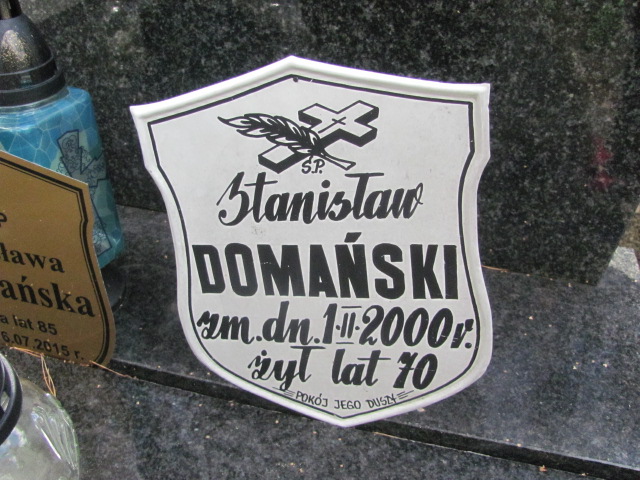 Ś.P.
Stanisław
DOMAŃSKI
zm. dn. 1·II·2000 r.
żył lat 70
POKÓJ JEGO DUSZY
ława
ańska
a lat 85
6.07.2015 r.